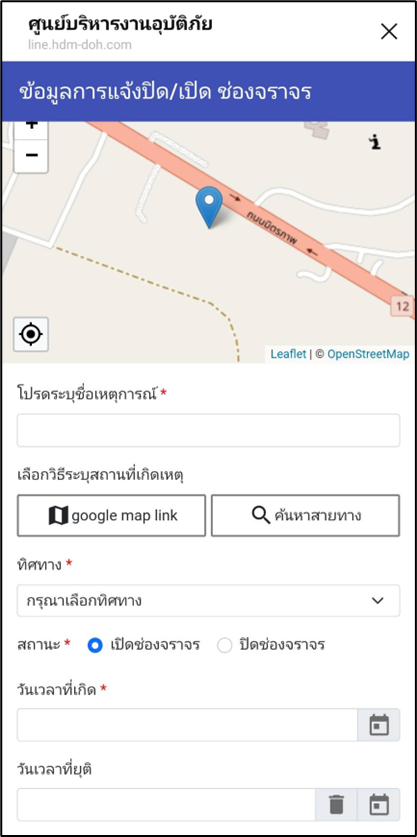 ศูนย์บริหารงานอุบัติภัย
line.hdm-doh.com
ข้อมูลการแจ้งปิด/เปิด ช่องจราจร
+
−
ถนนมิตรภาพ
12
Leaflet | © OpenStreetMap
โปรดระบุชื่อเหตุการณ์ *
เลือกวิธีระบุสถานที่เกิดเหตุ
google map link
ค้นหาสายทาง
ทิศทาง *
กรุณาเลือกทิศทาง
สถานะ * เปิดช่องจราจร ปิดช่องจราจร
วันเวลาที่เกิด *
วันเวลาที่ยุติ